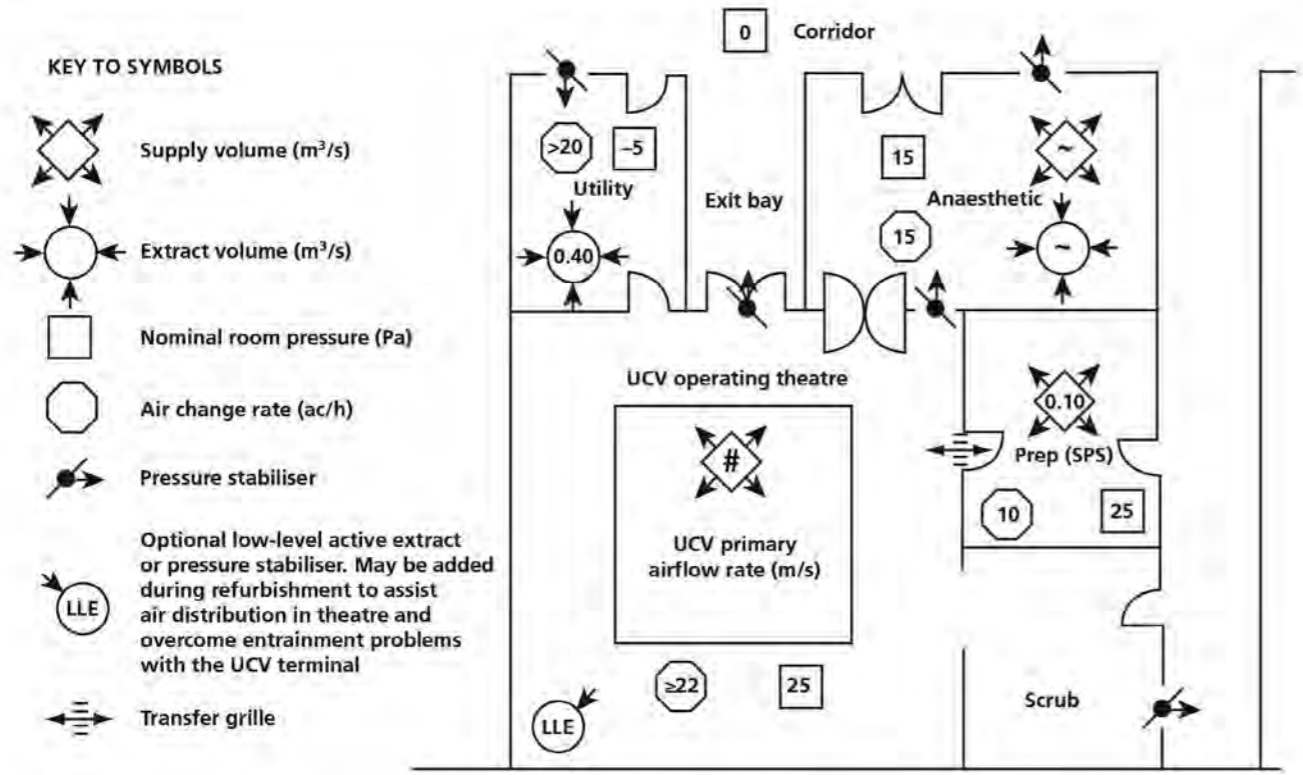 KEY TO SYMBOLS
Supply volume (m³/s)
Extract volume (m³/s)
Nominal room pressure (Pa)
Air change rate (ac/h)
Pressure stabiliser
Optional low-level active extract
or pressure stabiliser. May be added
during refurbishment to assist
air distribution in theatre and
overcome entrainment problems
with the UCV terminal
LLE
Transfer grille
0 Corridor
>20 –5
Utility
0.40
Exit bay
15
~
Anaesthetic
15
~
UCV operating theatre
#
UCV primary
airflow rate (m/s)
≥22 25
LLE
0.10
Prep (SPS)
10 25
Scrub